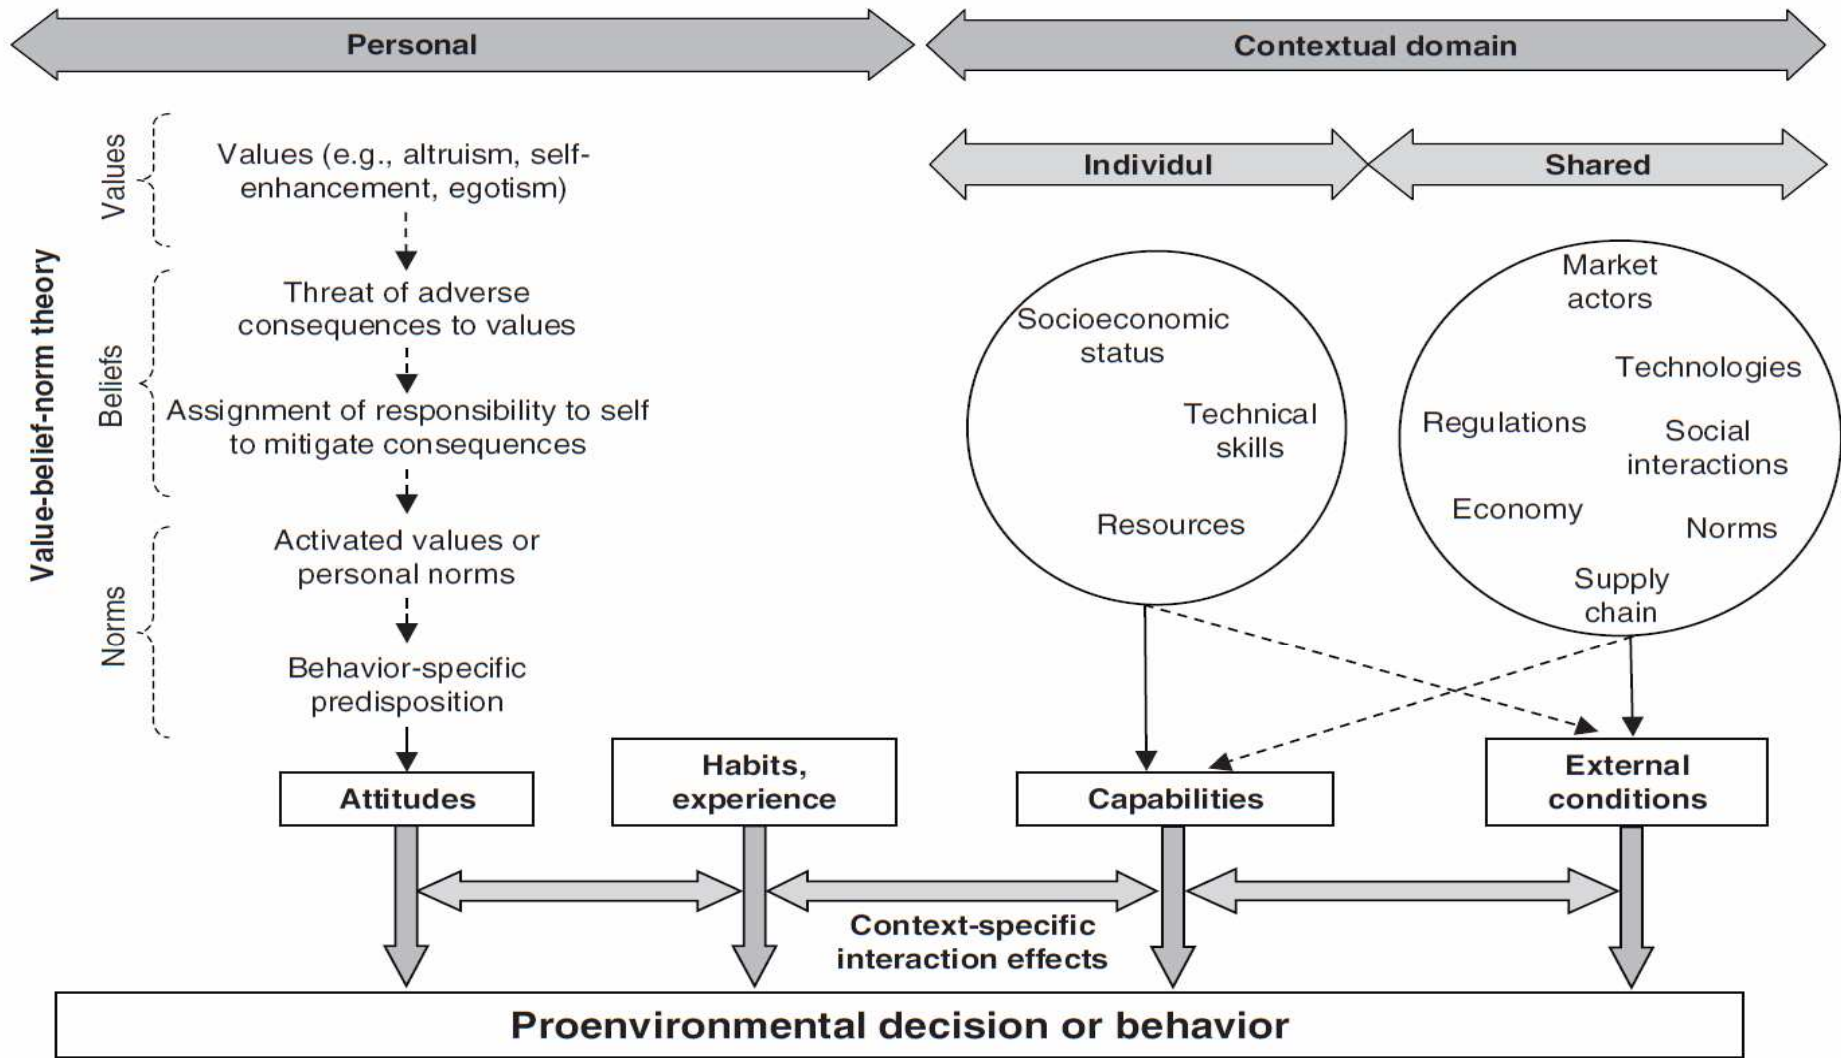 Personal
Contextual domain
Individul
Shared
Value-belief-norm theory
Values
Beliefs
Norms
Values (e.g., altruism, self-
enhancement, egotism)
Threat of adverse
consequences to values
Assignment of responsibility to self
to mitigate consequences
Activated values or
personal norms
Behavior-specific
predisposition
Socioeconomic
status
Technical
skills
Resources
Market
actors
Technologies
Regulations
Social
interactions
Economy
Norms
Supply
chain
Attitudes
Habits,
experience
Capabilities
External
conditions
Context-specific
interaction effects
Proenvironmental decision or behavior